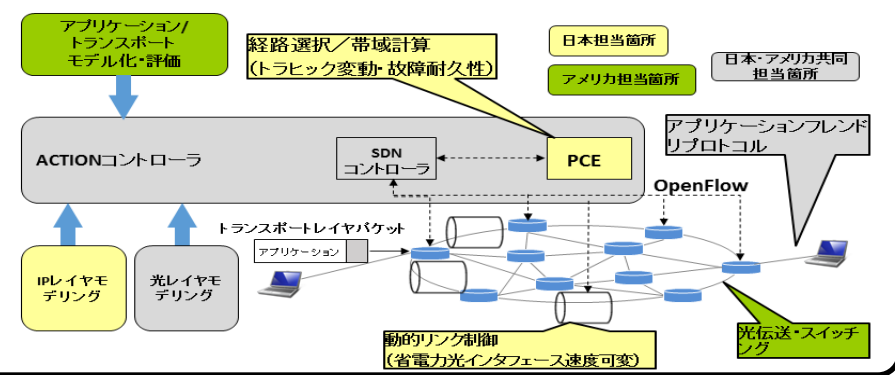 アプリケーション/
トランスポート
モデル化・評価
経路選択／帯域計算
(トラヒック変動・故障耐久性)
日本担当箇所
アメリカ担当箇所
日本・アメリカ共同
担当箇所
アプリケーションフレンド
リプロトコル
ACTIONコントローラ
SDN
コントローラ
PCE
OpenFlow
トランスポートレイヤパケット
アプリケーション
IPレイヤモ
デリング
光レイヤモ
デリング
動的リンク制御
(省電力光インタフェース速度可変)
光伝送・スイッチ
ング